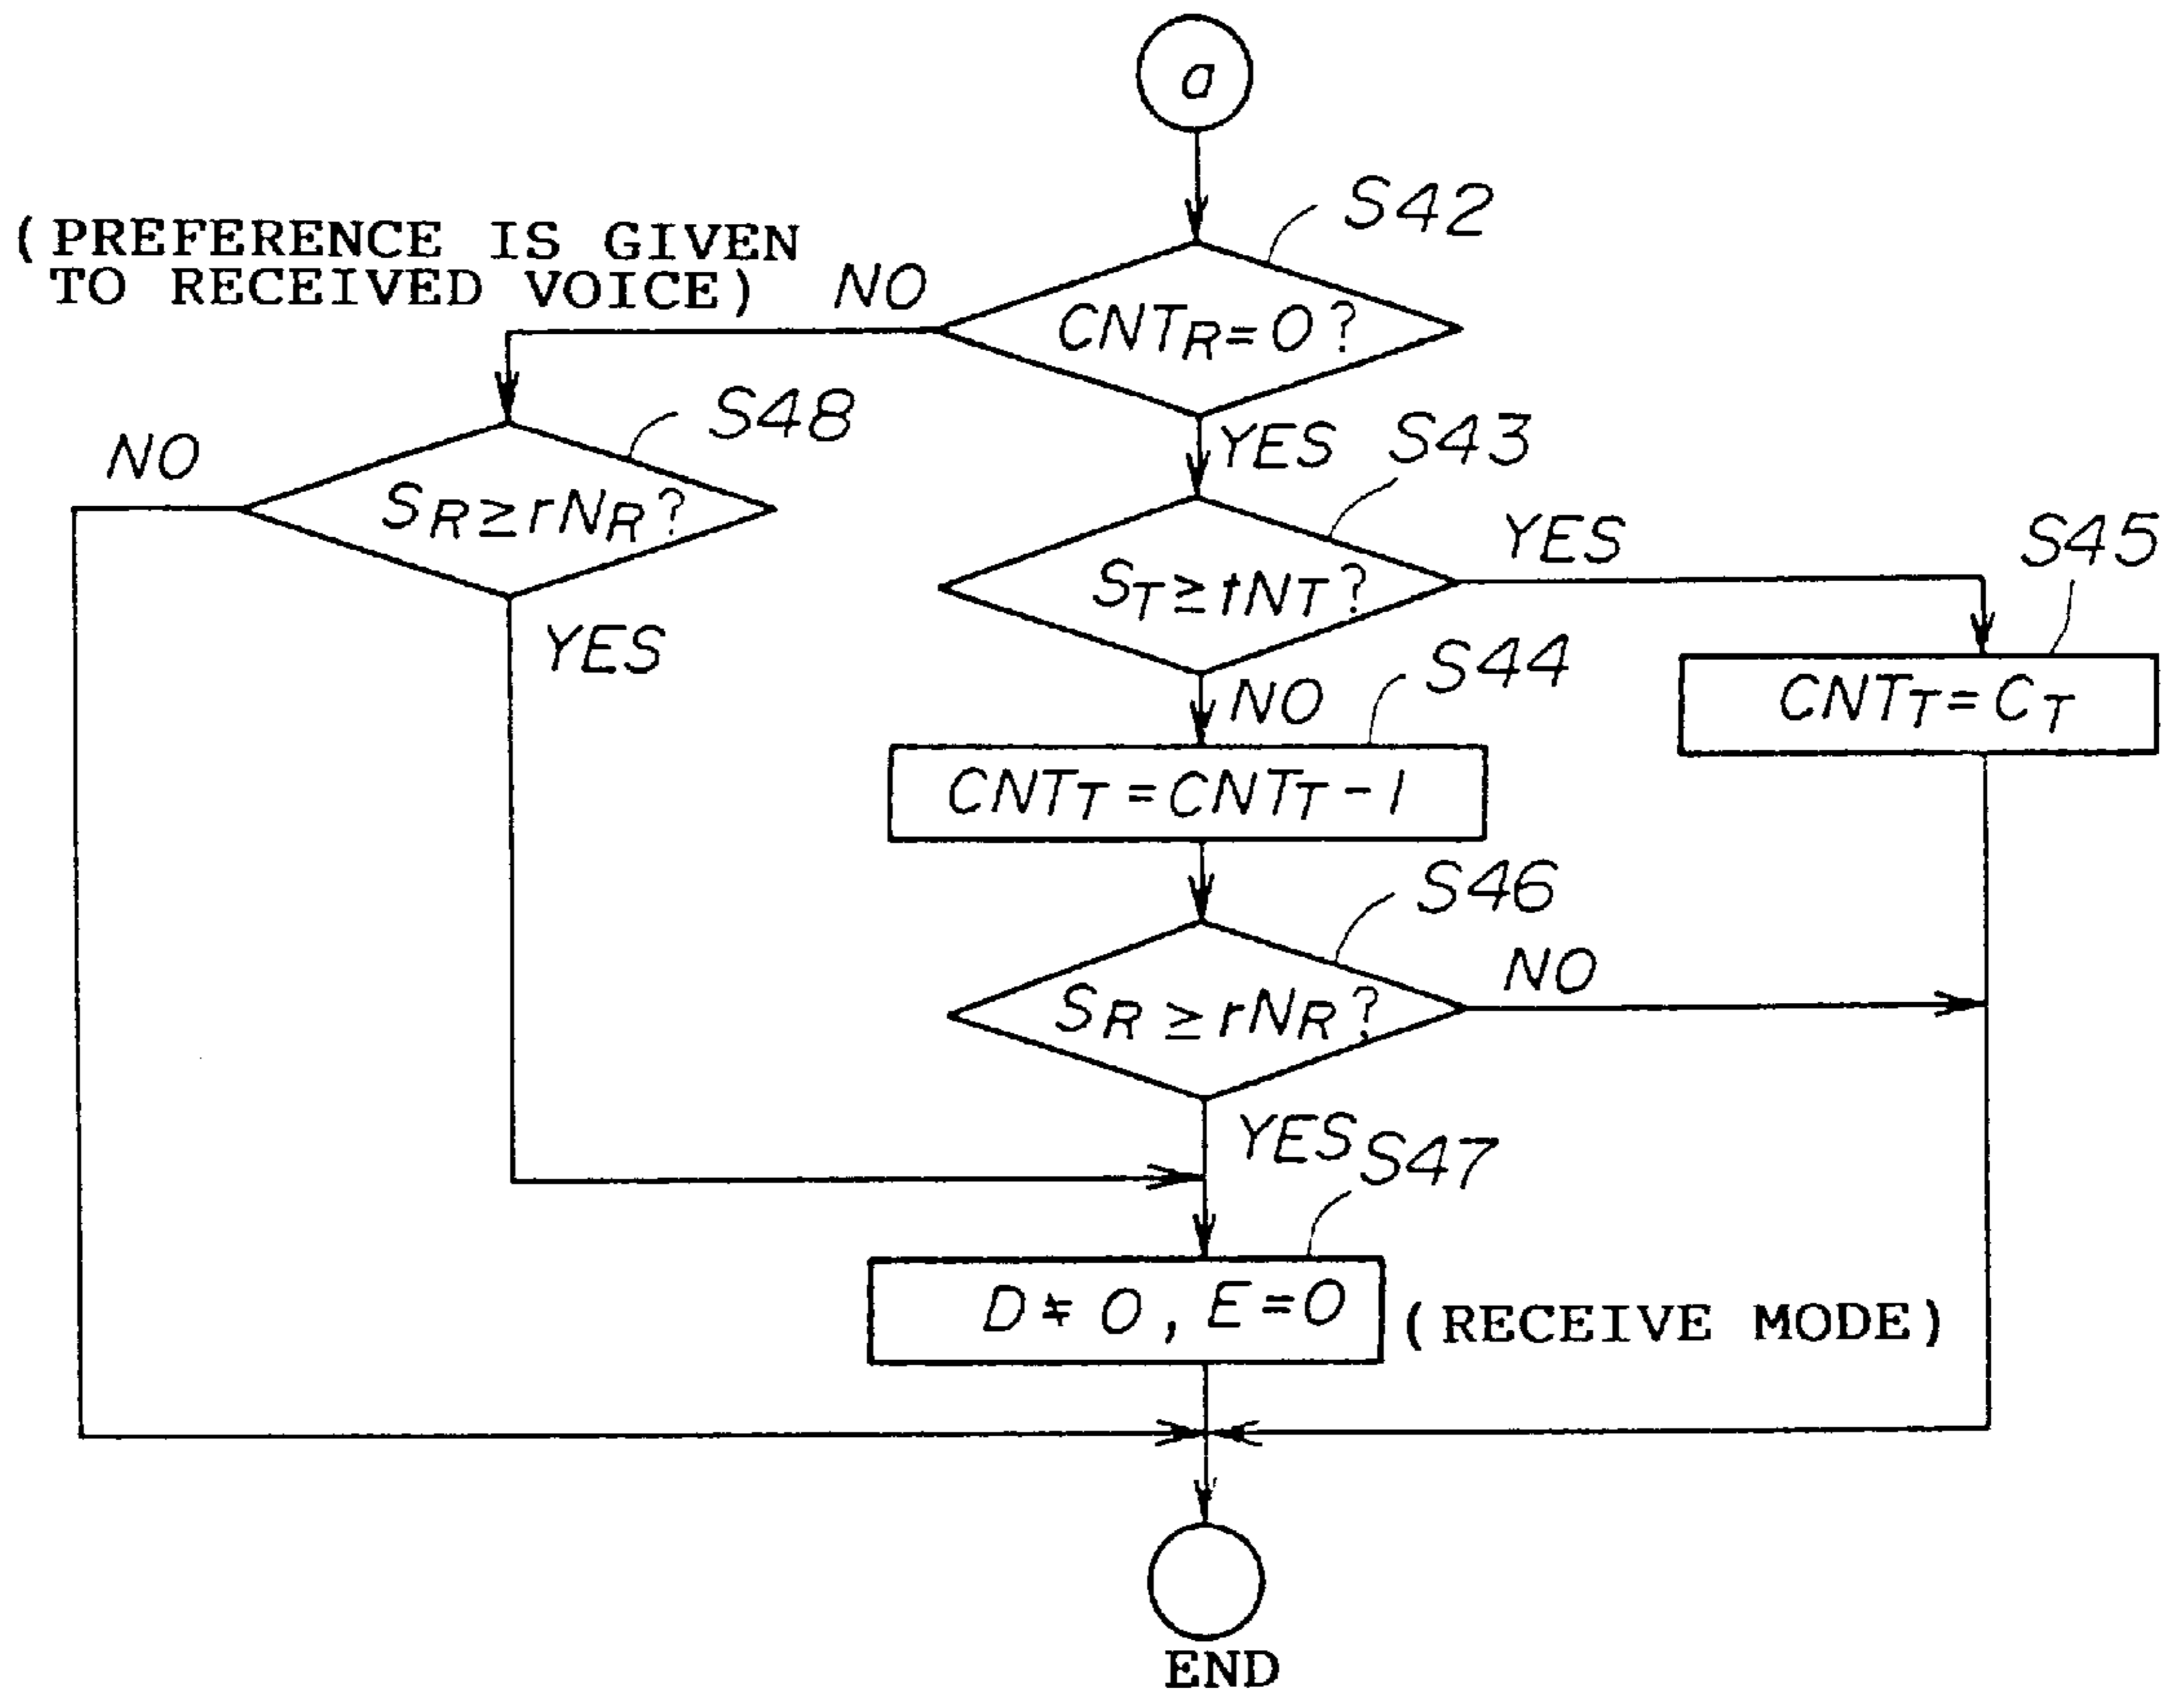 a
S42
(PREFERENCE IS GIVEN
TO RECEIVED VOICE)
NO
CNTR=0?
S48
YES
S43
NO
SR≥rNR?
YES
S45
ST≥tNT?
YES
S44
NO
CNTT=CT
CNTT=CNTT-1
S46
NO
SR≥rNR?
YES
S47
D≠0, E=0
(RECEIVE MODE)
END